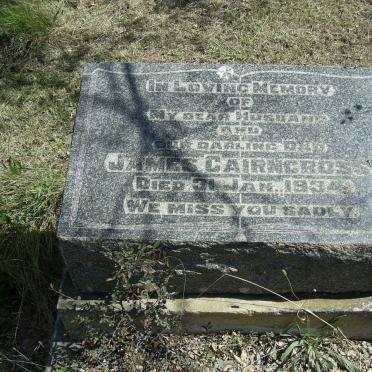 In Loving Memory
OF
My Dear Husband
AND
Our Darling Dad
James Cairncross
Died 31 Jan. 1934
We Miss You Sadly.